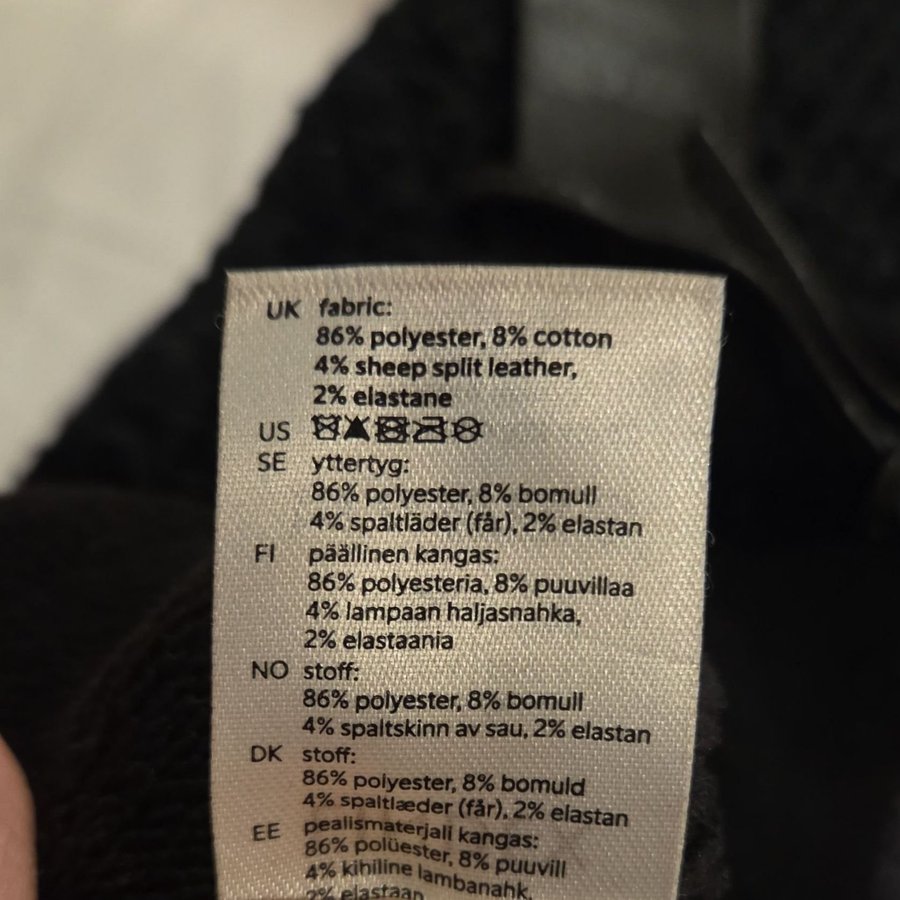 UK fabric:
86% polyester, 8% cotton
4% sheep split leather,
2% elastane
US
SE yttertyg:
86% polyester, 8% bomull
4% spaltläder (får), 2% elastan
FI päällinen kangas:
86% polyesteria, 8% puuvillaa
4% lampaan haljasnahka,
2% elastaania
NO stoff:
86% polyester, 8% bomull
4% spaltskinn av sau, 2% elastan
DK stoff:
86% polyester, 8% bomuld
4% spaltlæder (får), 2% elastan
EE pealismaterjali kangas:
86% polüester, 8% puuvill
4% kihiline lambanahk,
2% elastaan